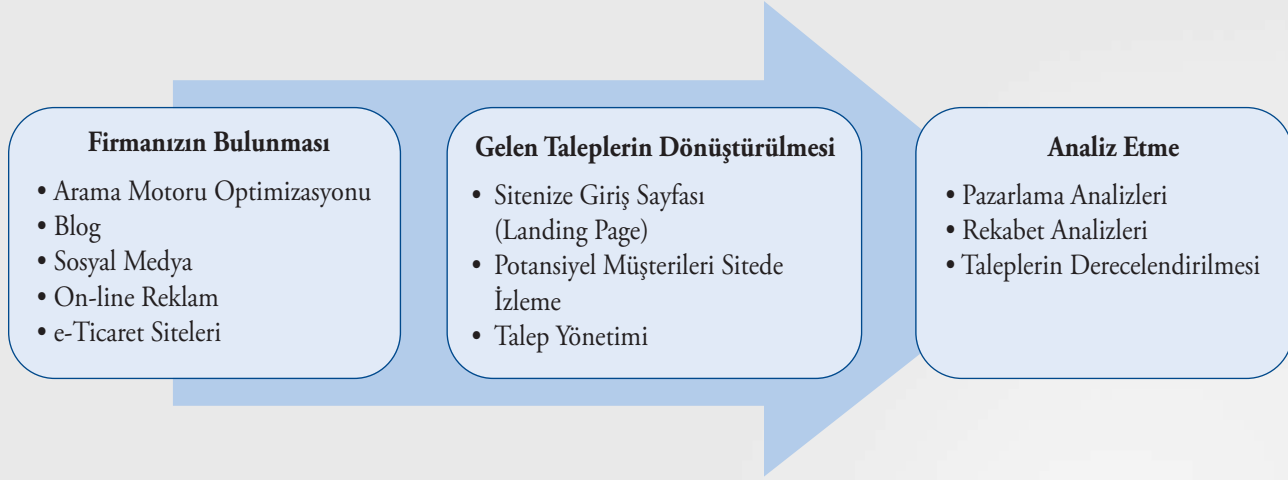 Firmanızın Bulunması
• Arama Motoru Optimizasyonu
• Blog
• Sosyal Medya
• On-line Reklam
• e-Ticaret Siteleri
Gelen Taleplerin Dönüştürülmesi
• Sitenize Giriş Sayfası
(Landing Page)
• Potansiyel Müşterileri Sitede
İzleme
• Talep Yönetimi
Analiz Etme
• Pazarlama Analizleri
• Rekabet Analizleri
• Taleplerin Derecelendirilmesi